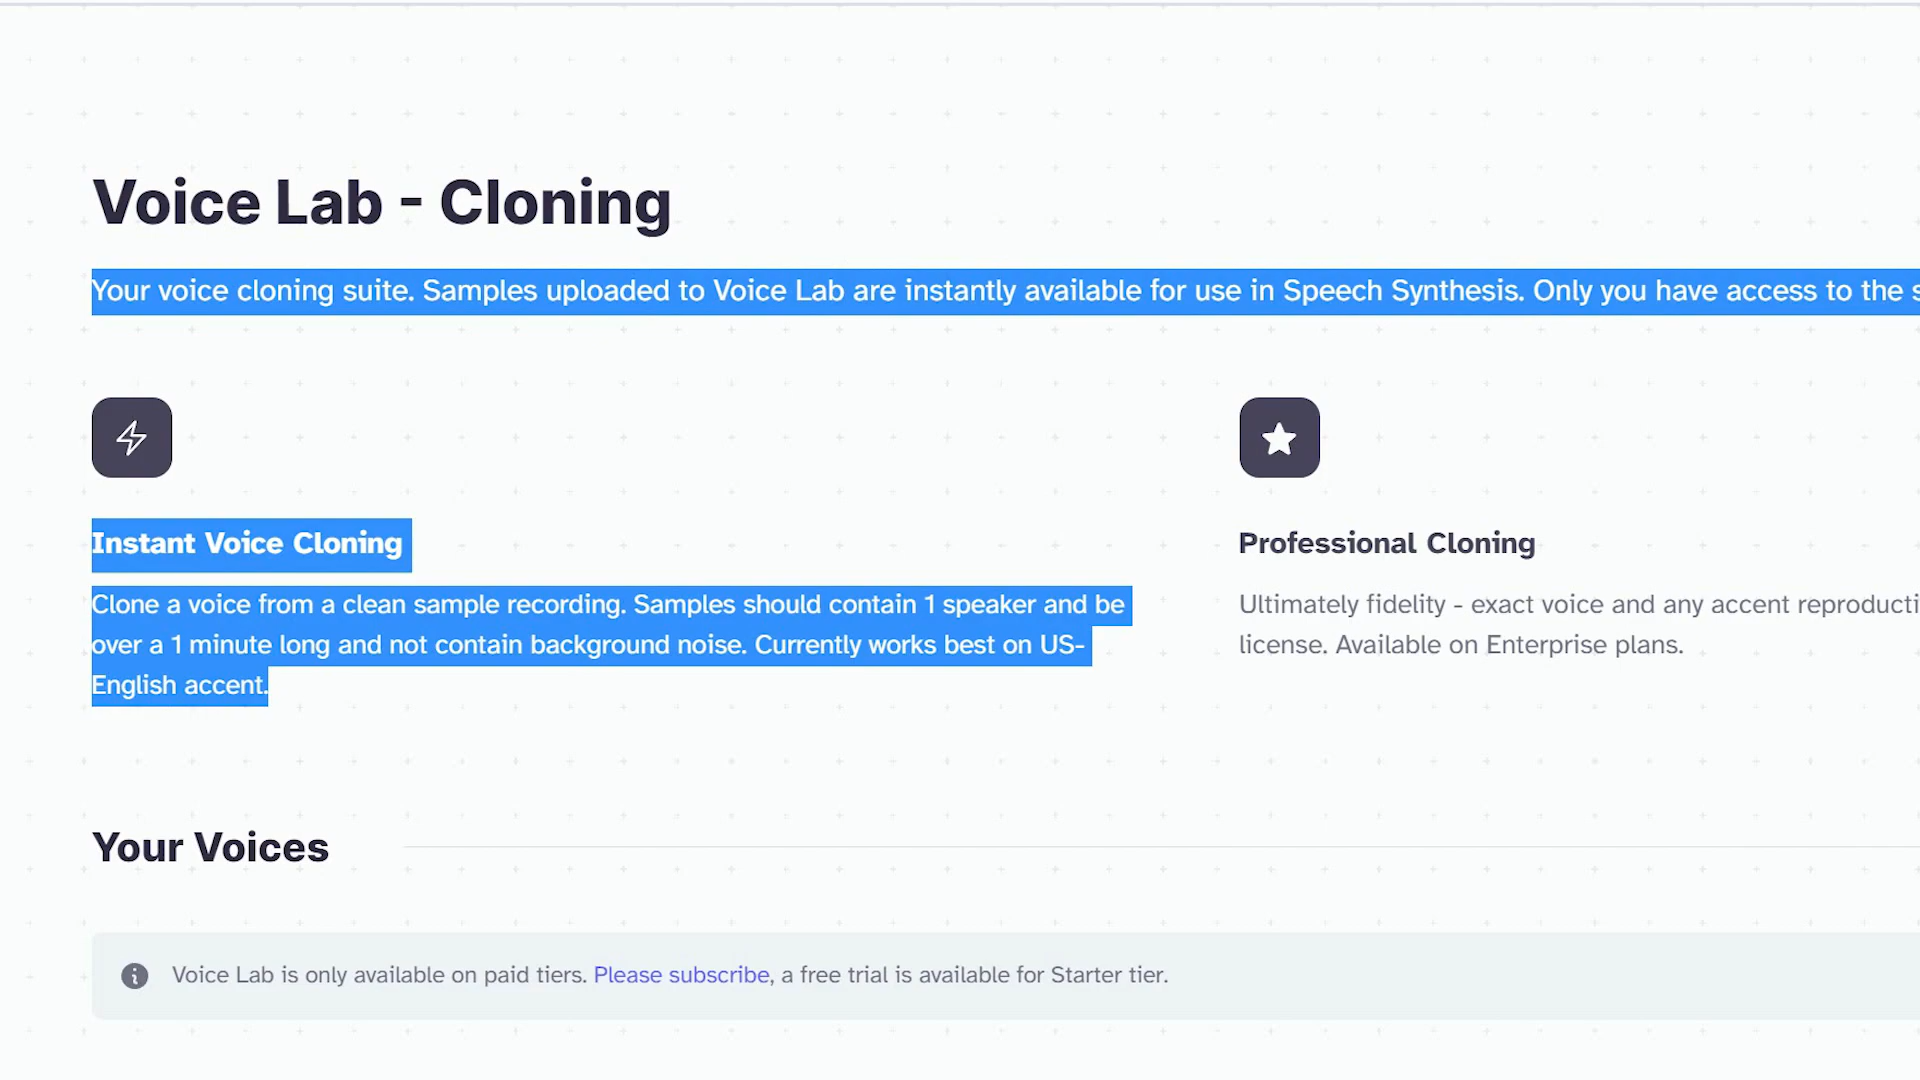 Voice Lab - Cloning
Your voice cloning suite. Samples uploaded to Voice Lab are instantly available for use in Speech Synthesis. Only you have access to the
Instant Voice Cloning
Clone a voice from a clean sample recording. Samples should contain 1 speaker and be
over a 1 minute long and not contain background noise. Currently works best on US-
English accent.
Professional Cloning
Ultimately fidelity - exact voice and any accent reproducti
license. Available on Enterprise plans.
Your Voices
Voice Lab is only available on paid tiers. Please subscribe, a free trial is available for Starter tier.